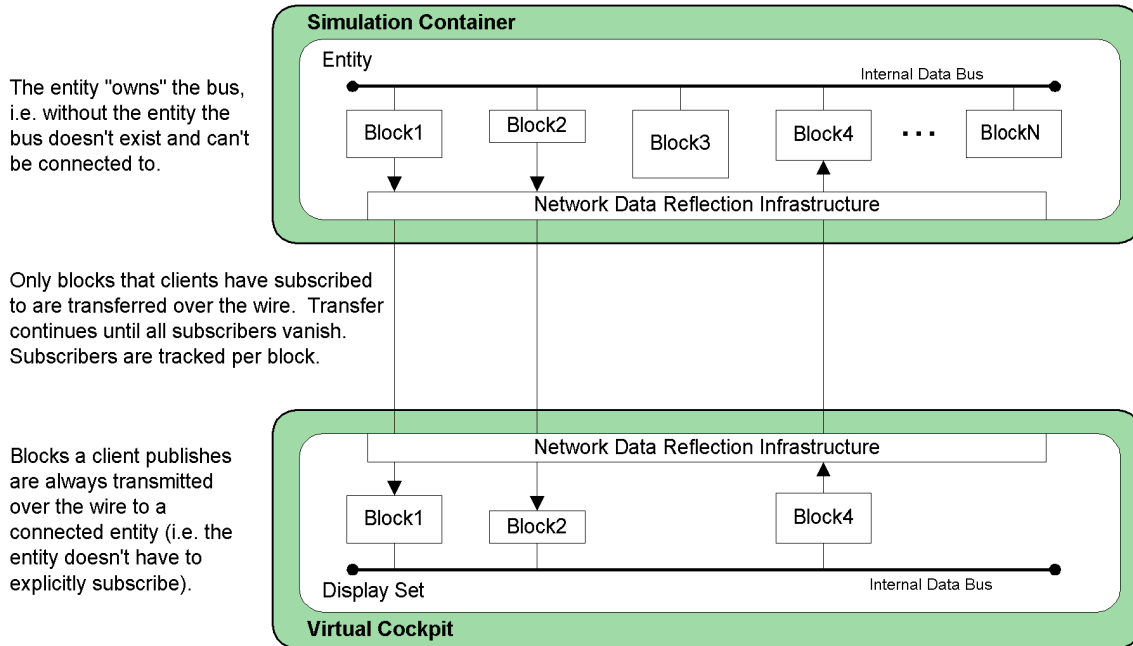 Simulation Container
Entity
Internal Data Bus
The entity "owns" the bus,
i.e. without the entity the
bus doesn't exist and can't
be connected to.
Block1
Block2
Block3
Block4
...
BlockN
Network Data Reflection Infrastructure
Only blocks that clients have subscribed
to are transferred over the wire.  Transfer
continues until all subscribers vanish.
Subscribers are tracked per block.
Network Data Reflection Infrastructure
Blocks a client publishes
are always transmitted
over the wire to a
connected entity (i.e. the
entity doesn't have to
explicitly subscribe).
Block1
Block2
Block4
Internal Data Bus
Display Set
Virtual Cockpit